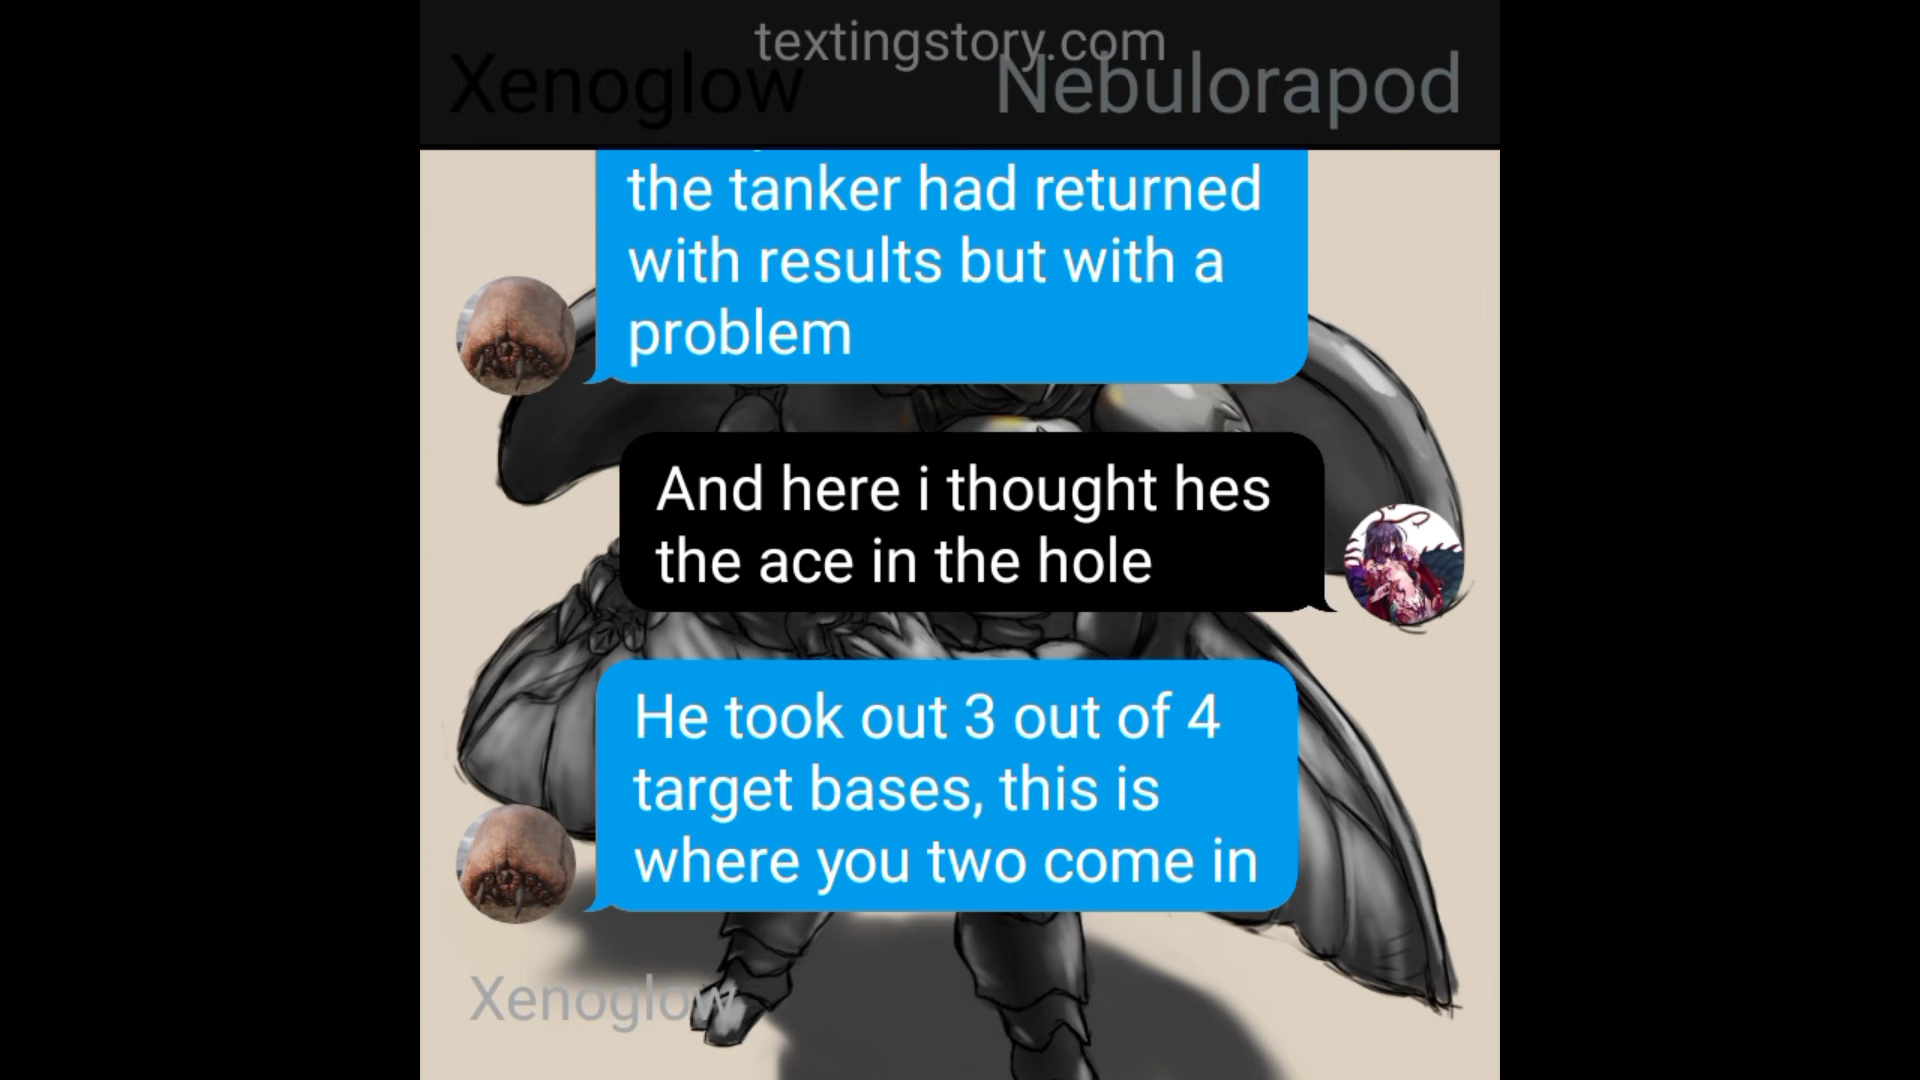 textingstory.com
Xenoglow
Nebulorapod
the tanker had returned
with results but with a
problem
And here i thought hes
the ace in the hole
He took out 3 out of 4
target bases, this is
where you two come in
Xenoglow